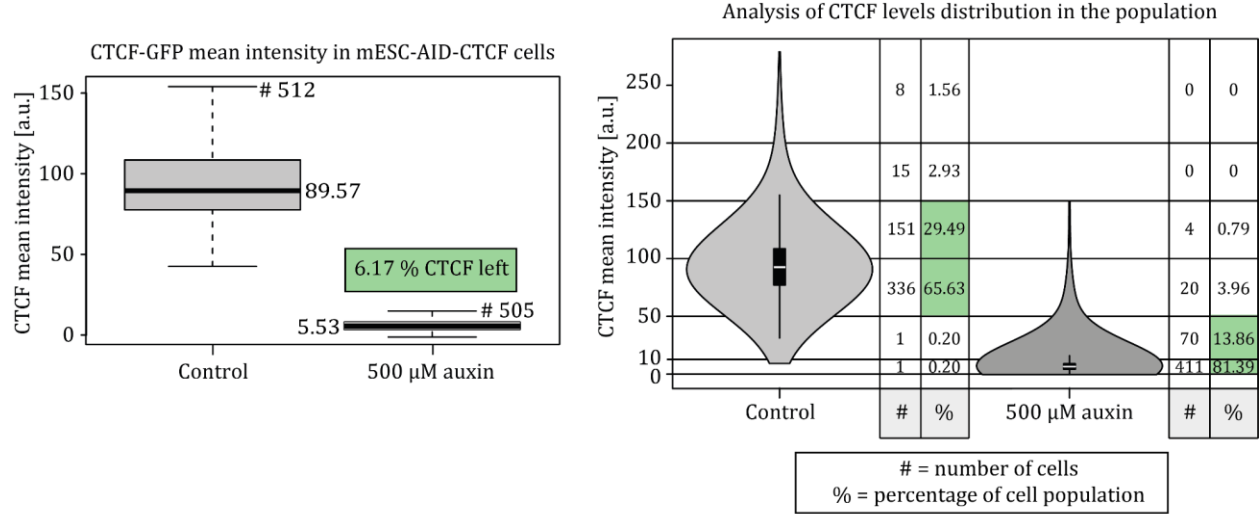 CTCF-GFP mean intensity in mESC-AID-CTCF cells
CTCF mean intensity [a.u.]
150
100
50
0
# 512
89.57
6.17 % CTCF left
# 505
5.53
Control
500 µM auxin
Analysis of CTCF levels distribution in the population
CTCF mean intensity [a.u.]
250
200
150
100
50
10
0
8 1.56 0 0
15 2.93 0 0
151 29.49 4 0.79
336 65.63 20 3.96
1 0.20 70 13.86
1 0.20 411 81.39
Control # % 500 µM auxin # %
# = number of cells
% = percentage of cell population